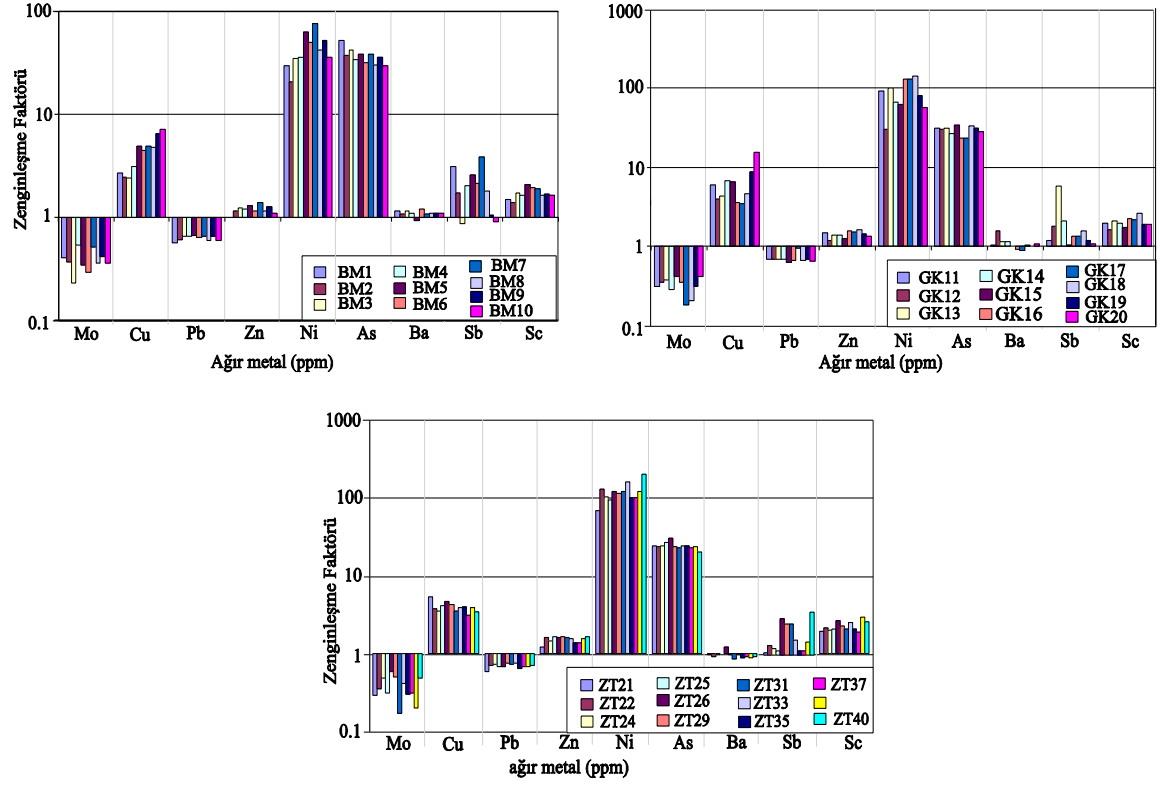 100
10
1
0.1
Zenginleşme Faktörü
BM1 BM4 BM7
BM2 BM5 BM8
BM3 BM6 BM9
BM10
Mo Cu Pb Zn Ni As Ba Sb Sc
Ağır metal (ppm)
1000
100
10
1
0.1
GK11 GK14 GK17
GK12 GK15 GK18
GK13 GK16 GK19
GK20
Mo Cu Pb Zn Ni As Ba Sb Sc
Ağır metal (ppm)
1000
100
10
1
0.1
Zenginleşme Faktörü
ZT21 ZT25 ZT31 ZT37
ZT22 ZT26 ZT33
ZT24 ZT29 ZT35 ZT40
Mo Cu Pb Zn Ni As Ba Sb Sc
ağır metal (ppm)